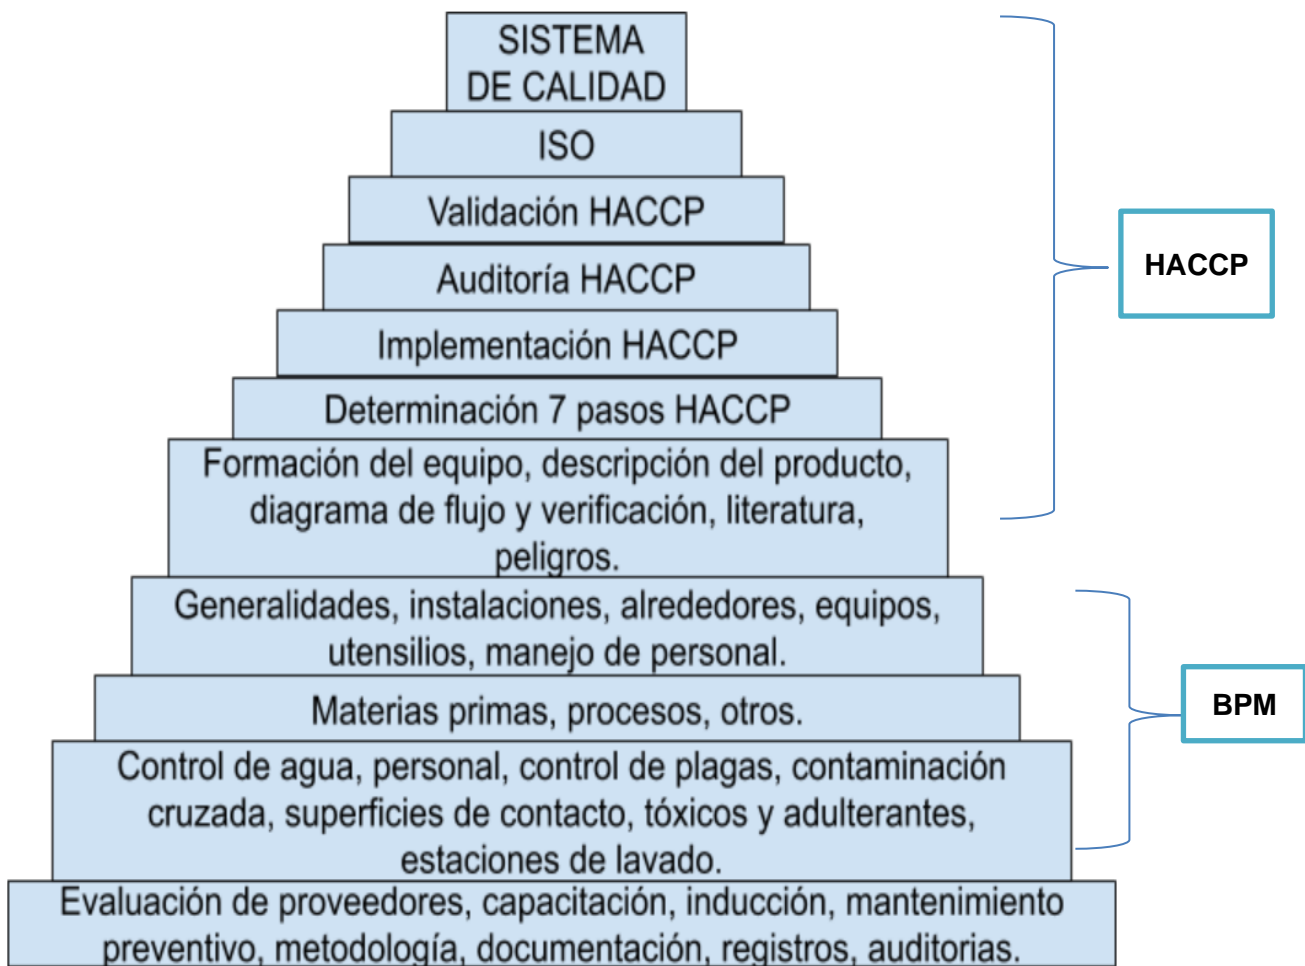 SISTEMA
DE CALIDAD
ISO
Validación HACCP
Auditoría HACCP
Implementación HACCP
Determinación 7 pasos HACCP
Formación del equipo, descripción del producto,
diagrama de flujo y verificación, literatura,
peligros.
HACCP
Generalidades, instalaciones, alrededores, equipos,
utensilios, manejo de personal.
Materias primas, procesos, otros.
Control de agua, personal, control de plagas, contaminación
cruzada, superficies de contacto, tóxicos y adulterantes,
estaciones de lavado.
BPM
Evaluación de proveedores, capacitación, inducción, mantenimiento
preventivo, metodología, documentación, registros, auditorias.